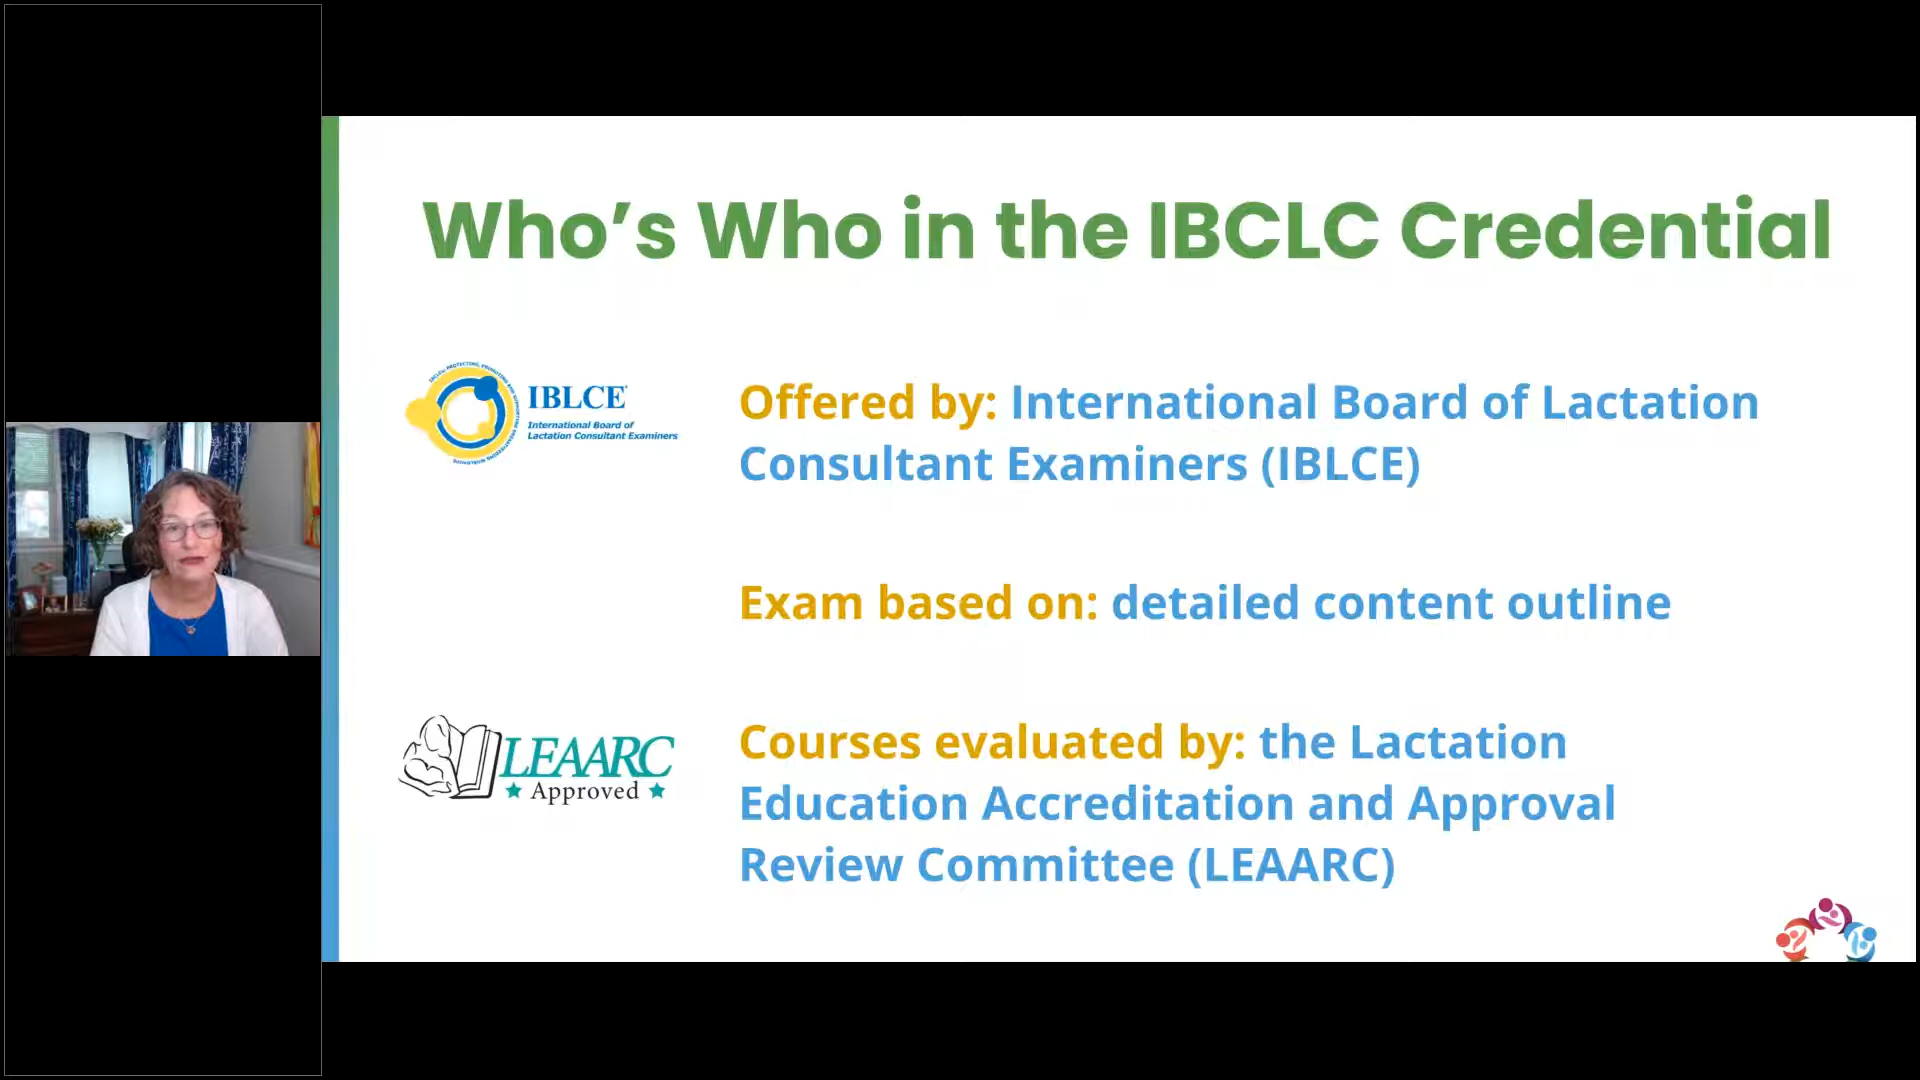 Who’s Who in the IBCLC Credential
IBLCE
International Board of
Lactation Consultant Examiners
Offered by: International Board of Lactation
Consultant Examiners (IBLCE)
Exam based on: detailed content outline
LEAARC
Approved
Courses evaluated by: the Lactation
Education Accreditation and Approval
Review Committee (LEAARC)